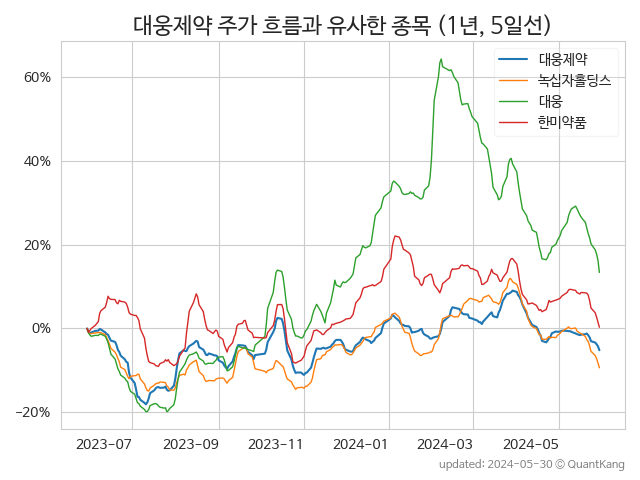 대웅제약 주가 흐름과 유사한 종목 (1년, 5일선)
대웅제약
녹십자홀딩스
대웅
한미약품
60%
40%
20%
0%
−20%
2023-07 2023-09 2023-11 2024-01 2024-03 2024-05
updated: 2024-05-30 © QuantKang